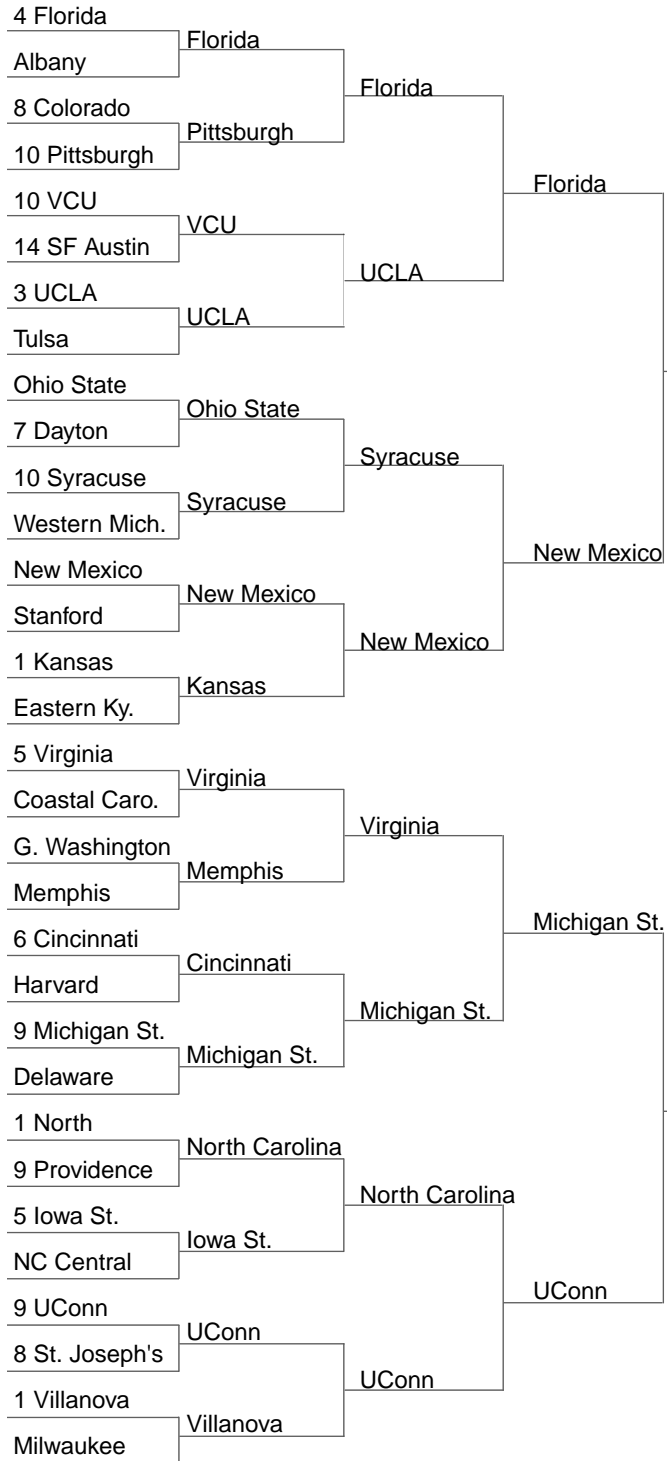 4 Florida
Albany
8 Colorado
10 Pittsburgh
10 VCU
14 SF Austin
3 UCLA
Tulsa
Ohio State
7 Dayton
10 Syracuse
Western Mich.
New Mexico
Stanford
1 Kansas
Eastern Ky.
5 Virginia
Coastal Caro.
G. Washington
Memphis
6 Cincinnati
Harvard
9 Michigan St.
Delaware
1 North
9 Providence
5 Iowa St.
NC Central
9 UConn
8 St. Joseph's
1 Villanova
Milwaukee
Florida
Pittsburgh
VCU
UCLA
Ohio State
Syracuse
New Mexico
Kansas
Virginia
Memphis
Cincinnati
Michigan St.
North Carolina
Iowa St.
UConn
Villanova
Florida
UCLA
Syracuse
New Mexico
Virginia
Michigan St.
North Carolina
UConn
Florida
New Mexico
Michigan St.
UConn